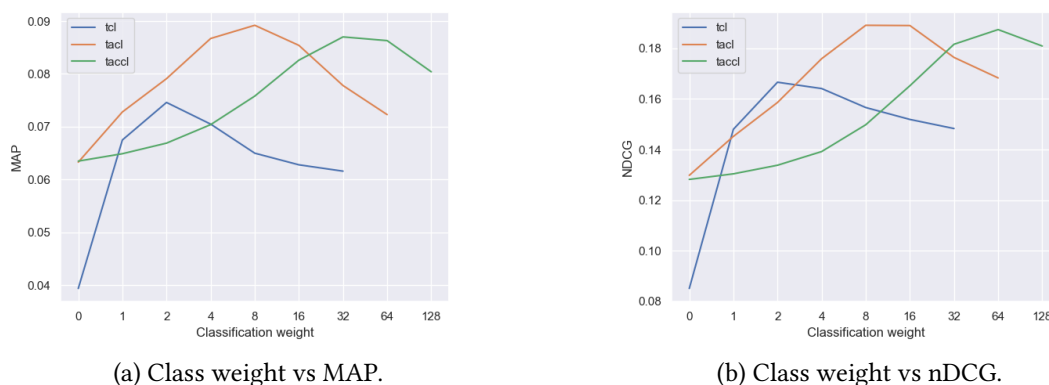 0.09
0.08
0.07
0.06
0.05
0.04
MAP
tcl
tacl
taccl
0 1 2 4 8 16 32 64 128
Classification weight
(a) Class weight vs MAP.
0.18
0.16
0.14
0.12
0.10
0.08
NDCG
tcl
tacl
taccl
0 1 2 4 8 16 32 64 128
Classification weight
(b) Class weight vs nDCG.